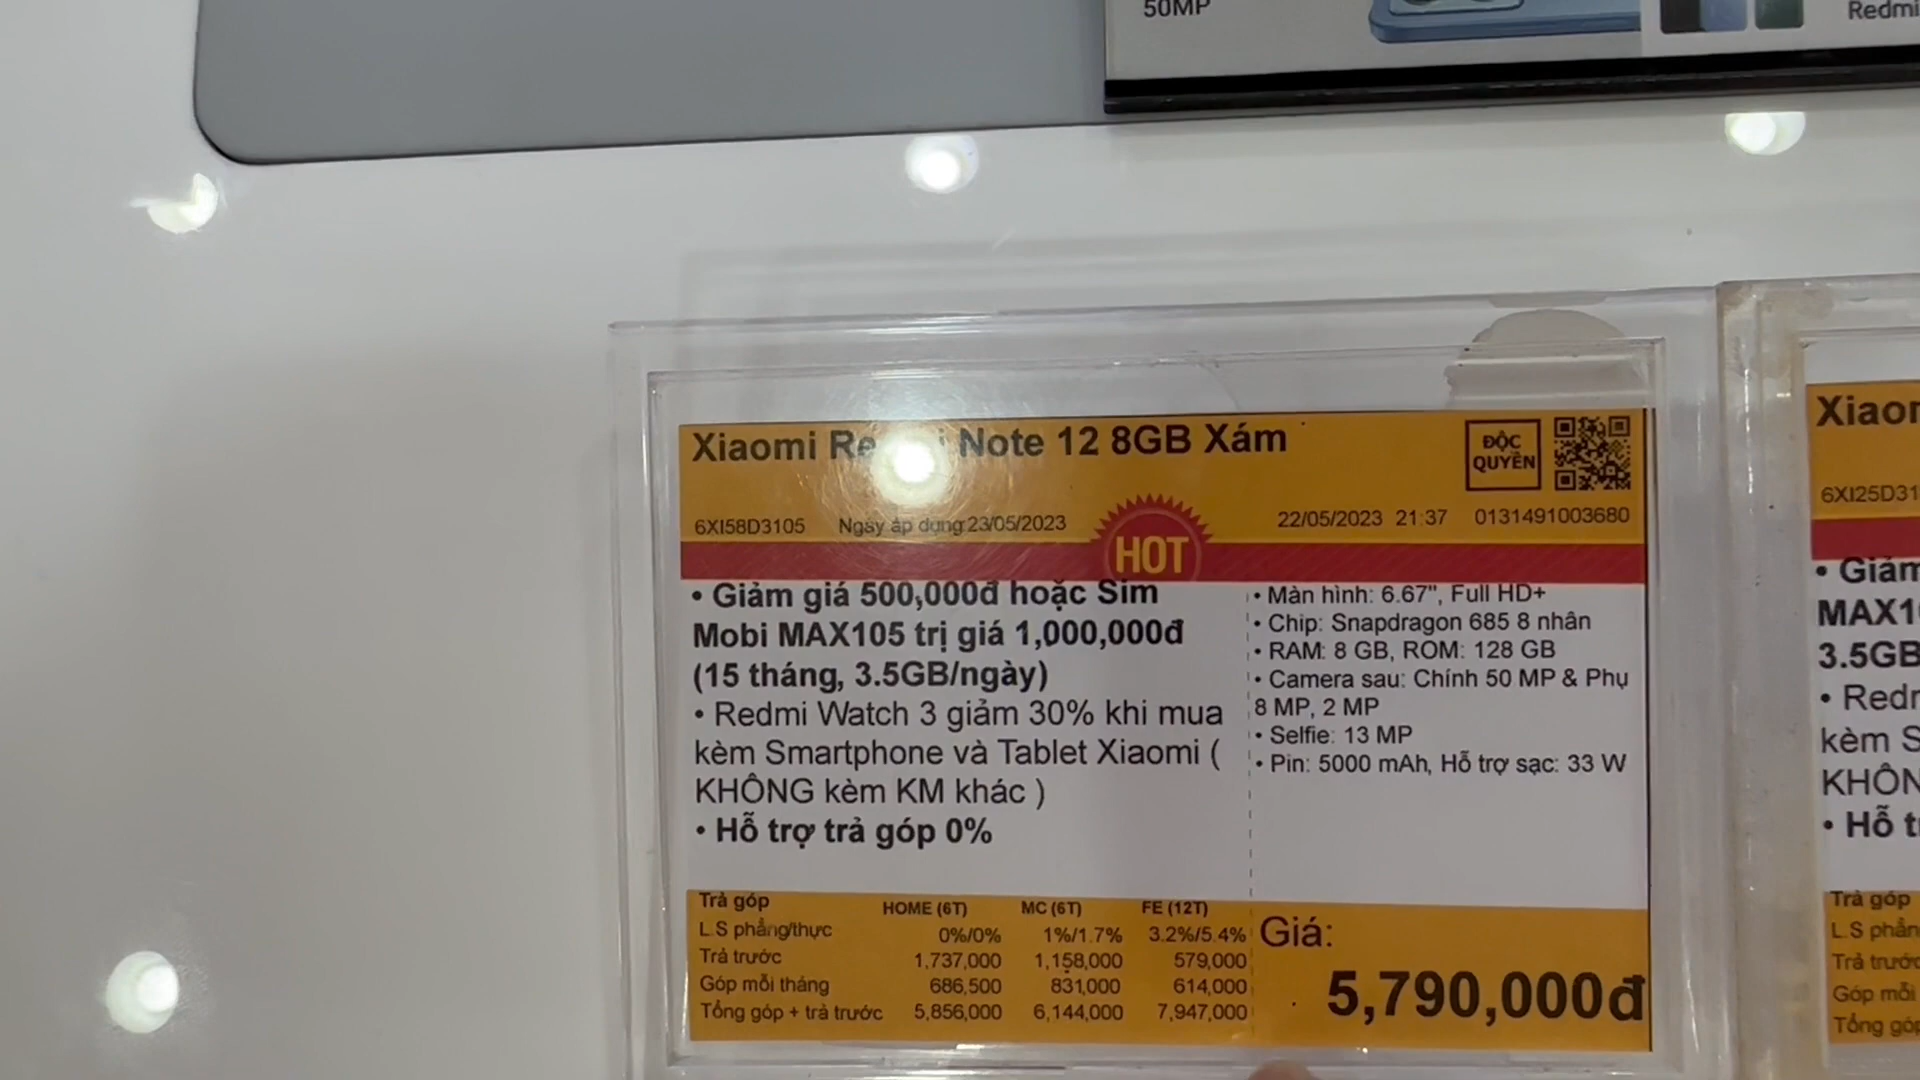 50MP
Redmi
Xiaomi Re i Note 12 8GB Xám
ĐỘC
QUYỀN
6XI58D3105 Ngày áp dụng 23/05/2023
22/05/2023 21:37 0131491003680
HOT
• Giảm giá 500,000đ hoặc Sim
Mobi MAX105 trị giá 1,000,000đ
(15 tháng, 3.5GB/ngày)
• Redmi Watch 3 giảm 30% khi mua
kèm Smartphone và Tablet Xiaomi (
KHÔNG kèm KM khác )
• Hỗ trợ trả góp 0%
• Màn hình: 6.67", Full HD+
• Chip: Snapdragon 685 8 nhân
• RAM: 8 GB, ROM: 128 GB
• Camera sau: Chính 50 MP & Phụ
8 MP, 2 MP
• Selfie: 13 MP
• Pin: 5000 mAh, Hỗ trợ sạc: 33 W
Trả góp HOME (6T) MC (6T) FE (12T)
L.S phẳng/thực 0%/0% 1%/1.7% 3.2%/5.4%
Trả trước 1,737,000 1,158,000 579,000
Góp mỗi tháng 686,500 831,000 614,000
Tổng góp + trả trước 5,856,000 6,144,000 7,947,000
Giá:
5,790,000đ
Xiaom
6XI25D31
• Giảm
MAX1
3.5GB
• Redr
kèm S
KHÔN
• Hỗ t
Trả góp
L.S phẳn
Trả trước
Góp mỗi
Tổng góp